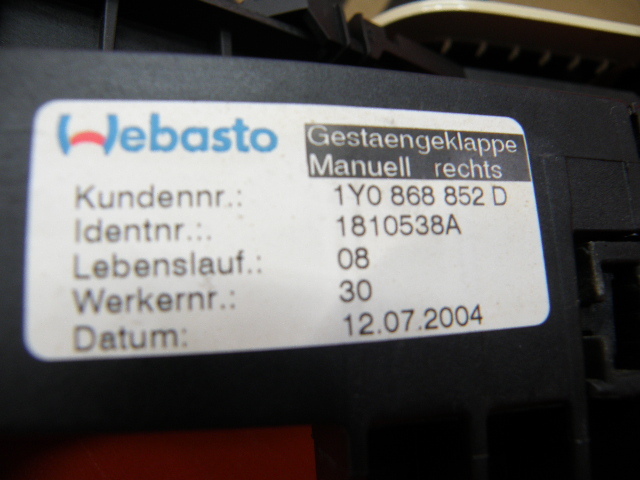 Webasto
Gestaengeklappe
Manuell rechts
Kundennr.: 1Y0 868 852 D
Identnr.:. 1810538A
Lebenslauf.: 08
Werkernr.: 30
Datum: 12.07.2004